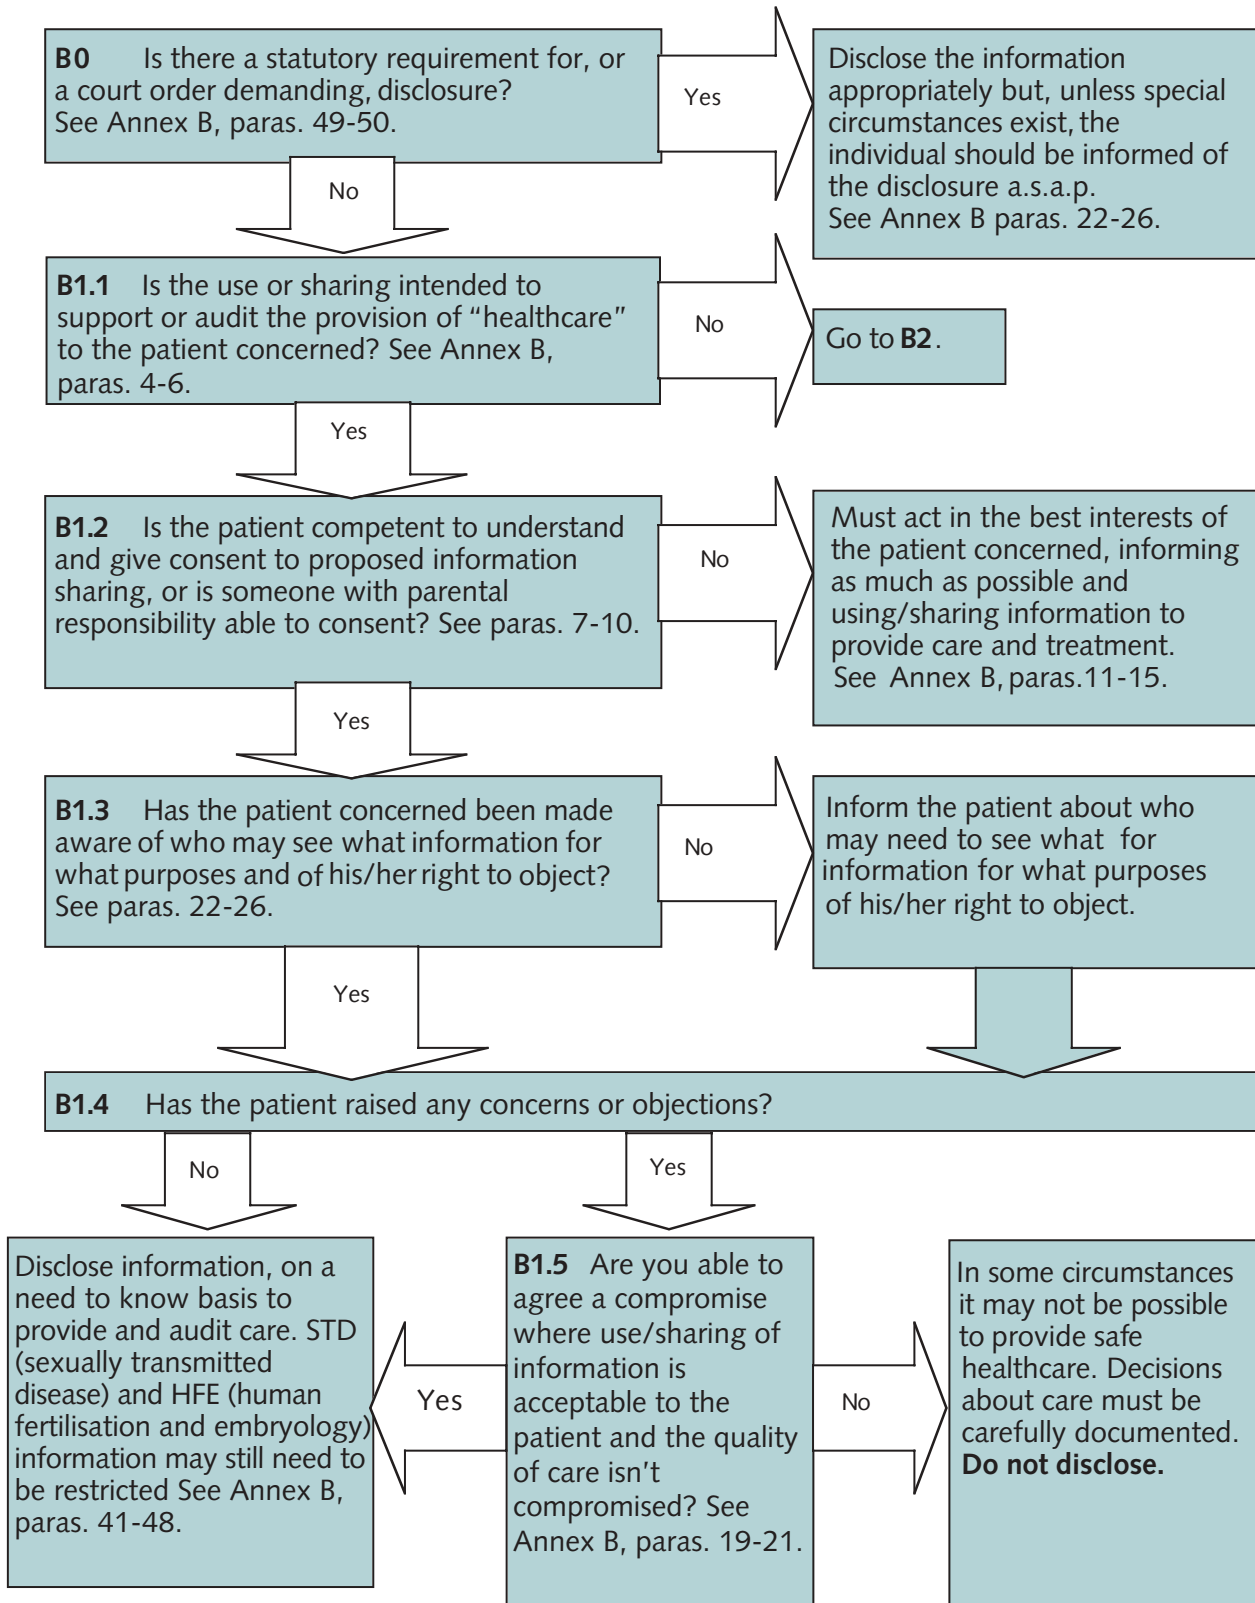 B0 Is there a statutory requirement for, or
a court order demanding, disclosure?
See Annex B, paras. 49-50.
Yes
Disclose the information
appropriately but, unless special
circumstances exist, the
individual should be informed of
the disclosure a.s.a.p.
See Annex B paras. 22-26.
No
B1.1 Is the use or sharing intended to
support or audit the provision of “healthcare”
to the patient concerned? See Annex B,
paras. 4-6.
No
Go to B2.
Yes
B1.2 Is the patient competent to understand
and give consent to proposed information
sharing, or is someone with parental
responsibility able to consent? See paras. 7-10.
No
Must act in the best interests of
the patient concerned, informing
as much as possible and
using/sharing information to
provide care and treatment.
See Annex B, paras.11-15.
Yes
B1.3 Has the patient concerned been made
aware of who may see what information for
what purposes and of his/her right to object?
See paras. 22-26.
No
Inform the patient about who
may need to see what for
information for what purposes
of his/her right to object.
Yes
B1.4 Has the patient raised any concerns or objections?
No
Yes
Disclose information, on a
need to know basis to
provide and audit care. STD
(sexually transmitted
disease) and HFE (human
fertilisation and embryology)
information may still need to
be restricted See Annex B,
paras. 41-48.
Yes
B1.5 Are you able to
agree a compromise
where use/sharing of
information is
acceptable to the
patient and the quality
of care isn't
compromised? See
Annex B, paras. 19-21.
No
In some circumstances
it may not be possible
to provide safe
healthcare. Decisions
about care must be
carefully documented.
Do not disclose.